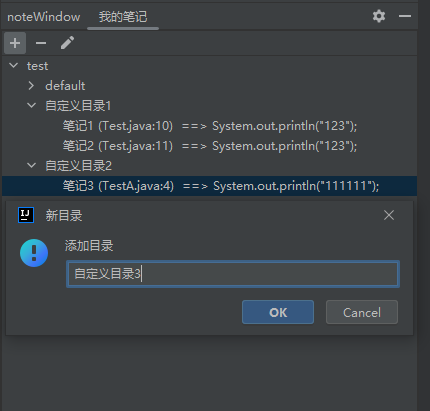 noteWindow 我的笔记
test
default
自定义目录1
笔记1 (Test.java:10) ==> System.out.println("123");
笔记2 (Test.java:11) ==> System.out.println("123");
自定义目录2
笔记3 (TestA.java:4) ==> System.out.println("111111");
IJ 新目录
添加目录
自定义目录3
OK Cancel